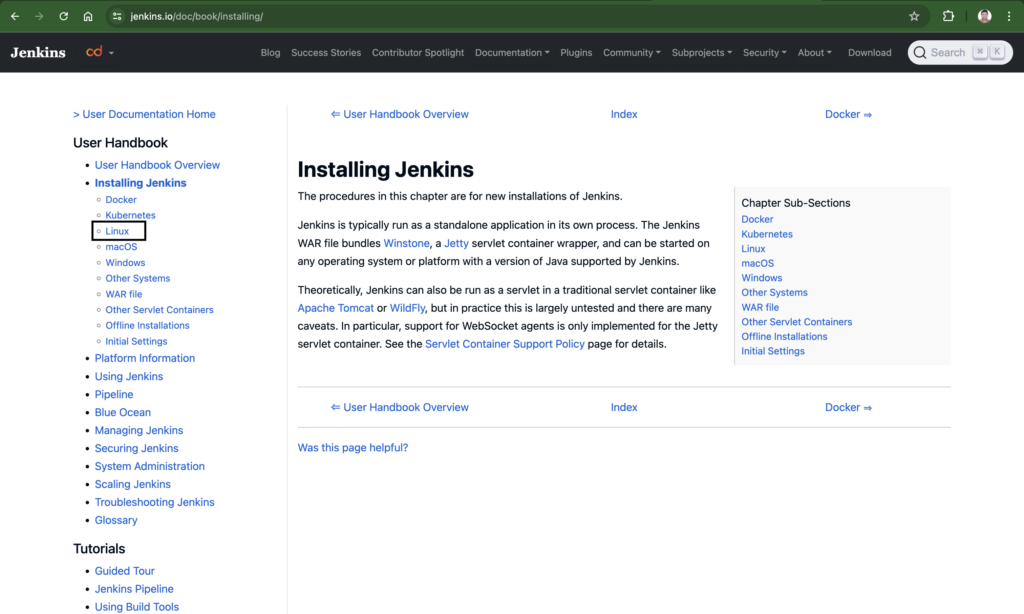 jenkins.io/doc/book/installing/
Jenkins cd Blog Success Stories Contributor Spotlight Documentation Plugins Community Subprojects Security About Download Search ⌘ K
> User Documentation Home
User Handbook
User Handbook Overview
Installing Jenkins
Docker
Kubernetes
Linux
macOS
Windows
Other Systems
WAR file
Other Servlet Containers
Offline Installations
Initial Settings
Platform Information
Using Jenkins
Pipeline
Blue Ocean
Managing Jenkins
Securing Jenkins
System Administration
Scaling Jenkins
Troubleshooting Jenkins
Glossary
Tutorials
Guided Tour
Jenkins Pipeline
Using Build Tools
⇐ User Handbook Overview Index Docker ⇒
Installing Jenkins
The procedures in this chapter are for new installations of Jenkins.
Jenkins is typically run as a standalone application in its own process. The Jenkins
WAR file bundles Winstone, a Jetty servlet container wrapper, and can be started on
any operating system or platform with a version of Java supported by Jenkins.
Theoretically, Jenkins can also be run as a servlet in a traditional servlet container like
Apache Tomcat or WildFly, but in practice this is largely untested and there are many
caveats. In particular, support for WebSocket agents is only implemented for the Jetty
servlet container. See the Servlet Container Support Policy page for details.
Chapter Sub-Sections
Docker
Kubernetes
Linux
macOS
Windows
Other Systems
WAR file
Other Servlet Containers
Offline Installations
Initial Settings
⇐ User Handbook Overview Index Docker ⇒
Was this page helpful?